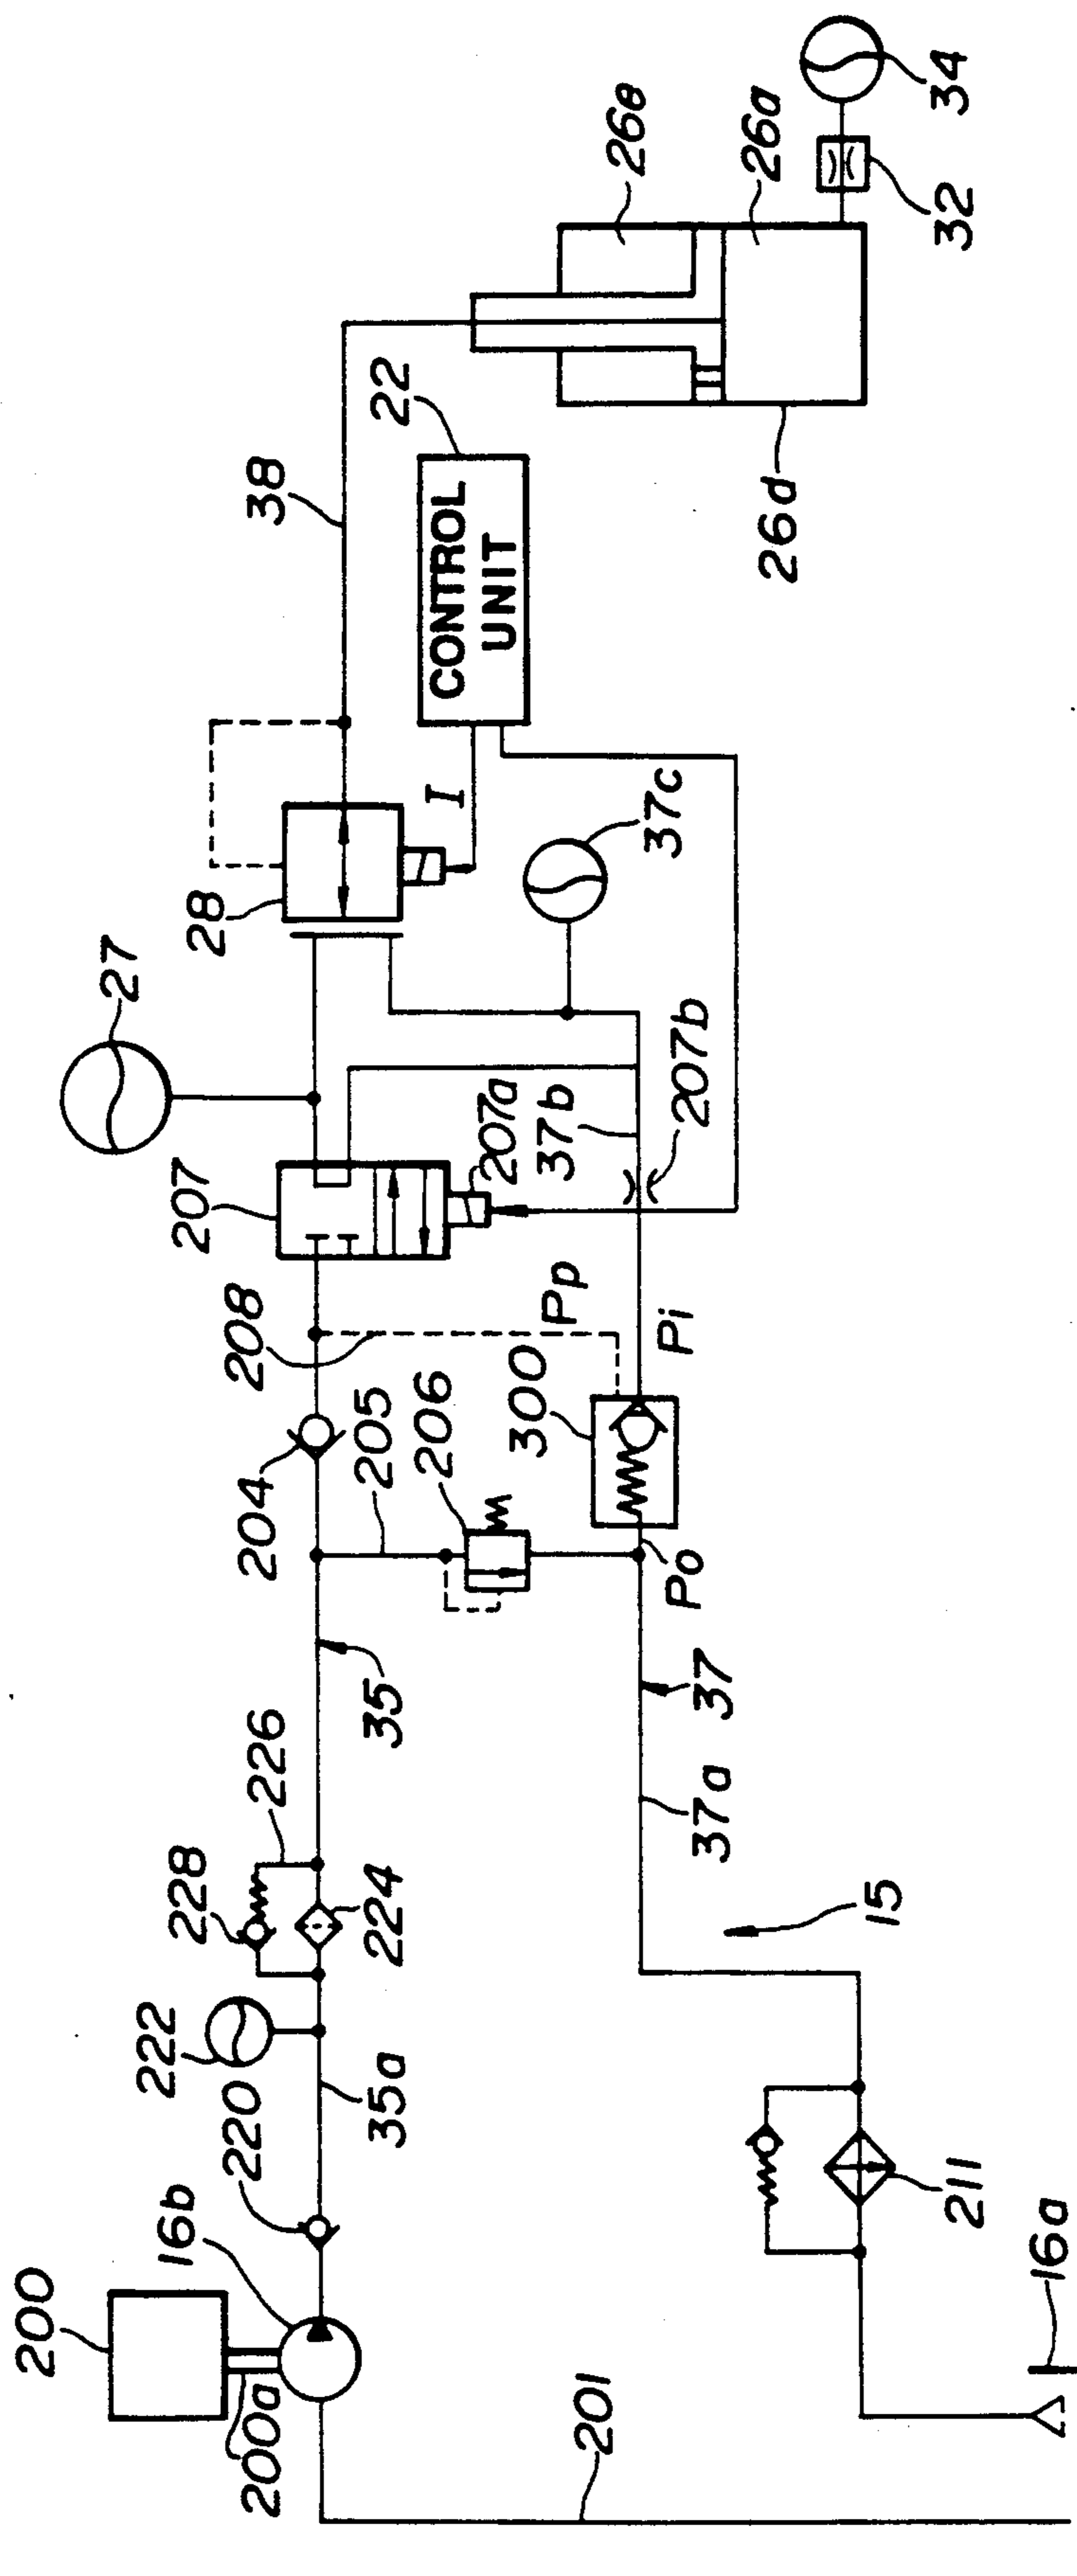 200
200a
16b
201
220
222
35a
228
226
224
35
204
205
206
208
Pp
300
Pi
Po
37
37a
15
211
16a
207
207a
37b
207b
27
28
I
37c
38
22
CONTROL
UNIT
26e
26a
26d
32
34